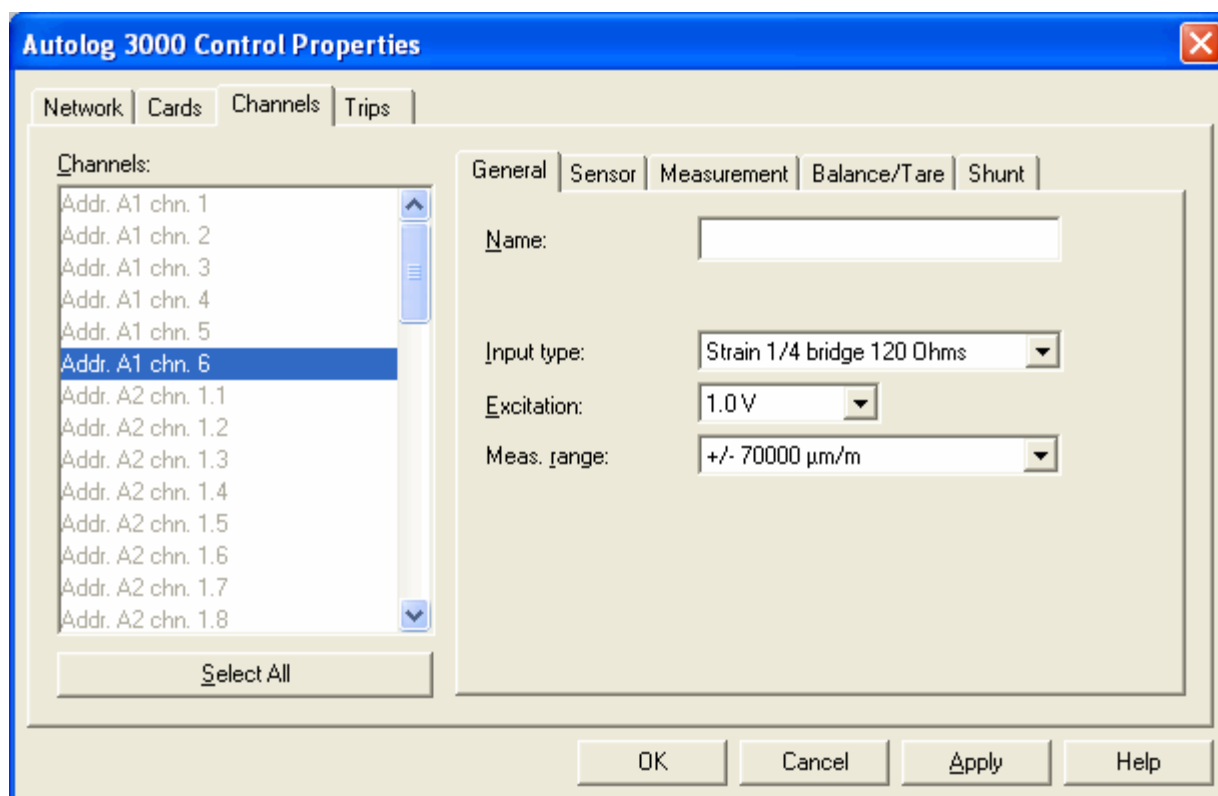 Autolog 3000 Control Properties
Network Cards Channels Trips
Channels:
Addr. A1 chn. 1
Addr. A1 chn. 2
Addr. A1 chn. 3
Addr. A1 chn. 4
Addr. A1 chn. 5
Addr. A1 chn. 6
Addr. A2 chn. 1.1
Addr. A2 chn. 1.2
Addr. A2 chn. 1.3
Addr. A2 chn. 1.4
Addr. A2 chn. 1.5
Addr. A2 chn. 1.6
Addr. A2 chn. 1.7
Addr. A2 chn. 1.8
Select All
General Sensor Measurement Balance/Tare Shunt
Name:
Input type: Strain 1/4 bridge 120 Ohms
Excitation: 1.0 V
Meas. range: +/- 70000 µm/m
OK Cancel Apply Help